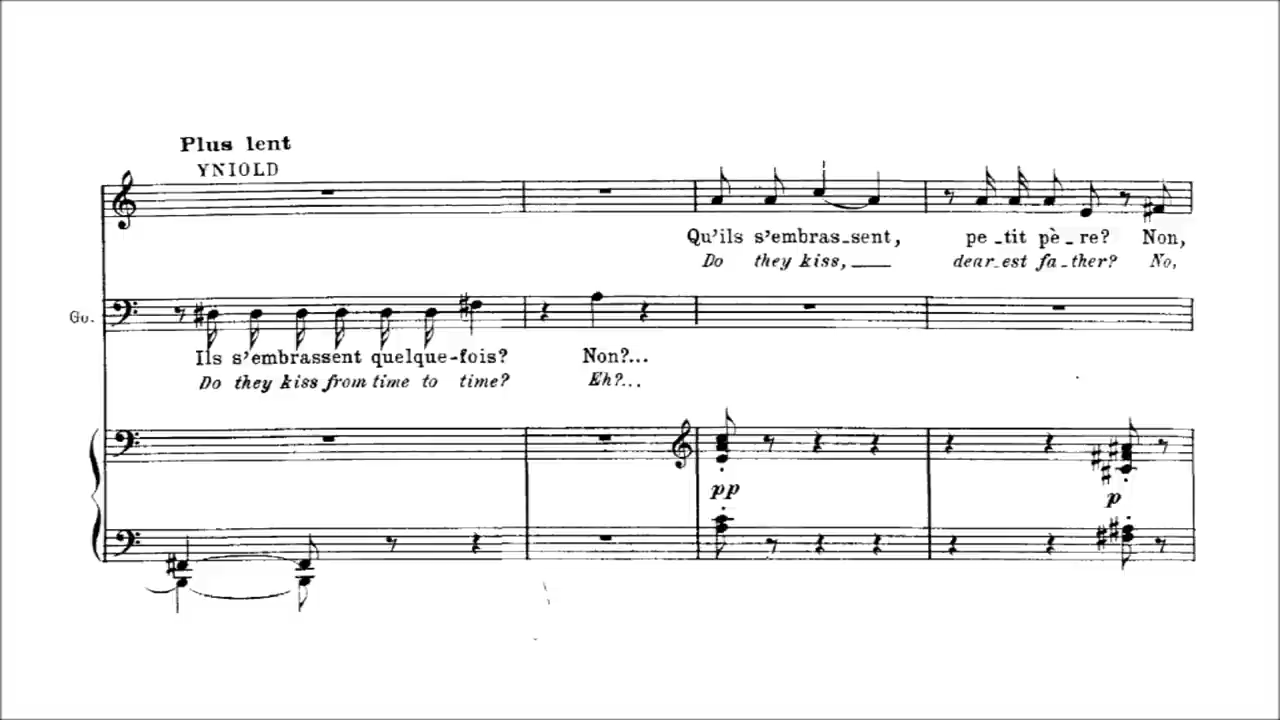 Plus lent
YNIOLD
Qu'ils s'embras_sent, pe_tit pè_re? Non,
Do they kiss,___ dear_est fa_ther? No,
Go.
Ils s'embrassent quelque-fois? Non?...
Do they kiss from time to time? Eh?...
pp
p